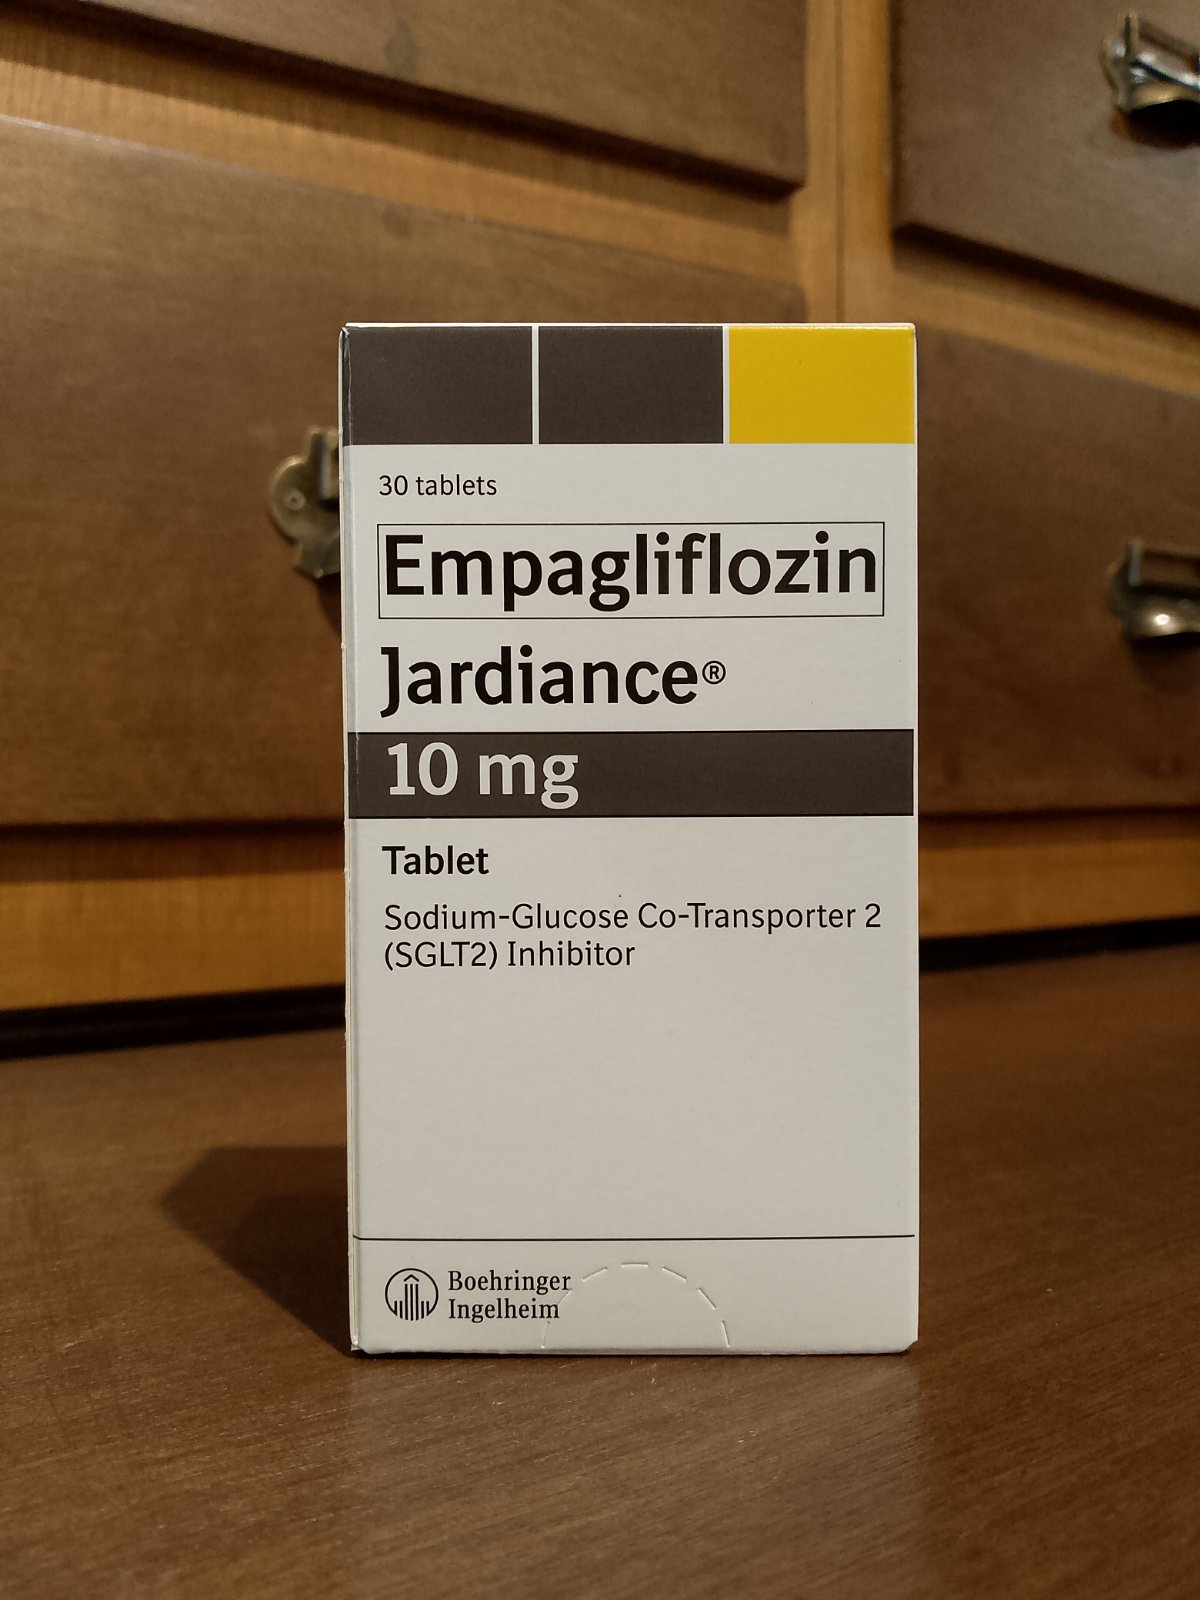 30 tablets
Empagliflozin
Jardiance®
10 mg
Tablet
Sodium-Glucose Co-Transporter 2
(SGLT2) Inhibitor
Boehringer
Ingelheim